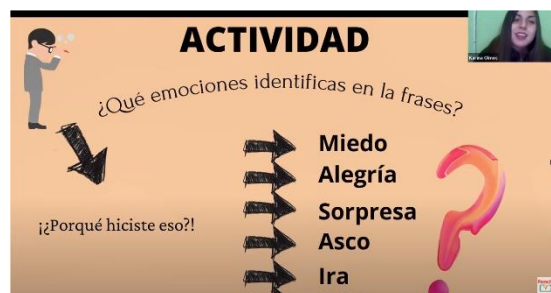 ACTIVIDAD
¿Qué emociones identificas en la frases?
Miedo
Alegría
Sorpresa
Asco
Ira
¡¿Porqué hiciste eso?!